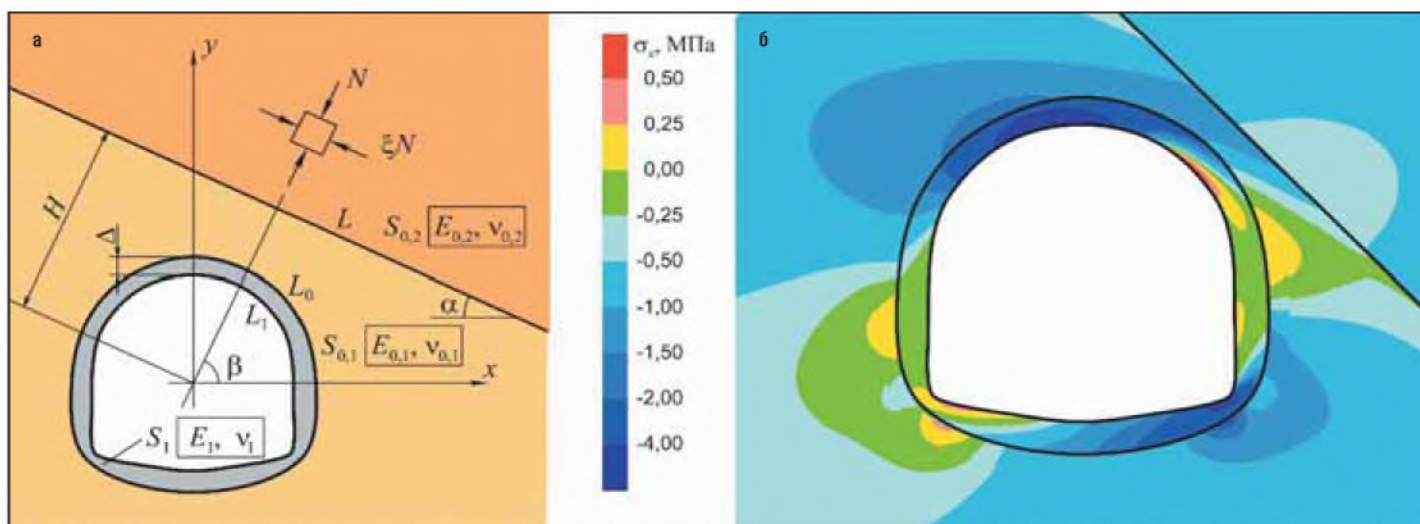 а
y
N
ξN
H
Δ
L
S₀,₂ E₀,₂, ν₀,₂
L₀
L₁
α
S₀,₁ E₀,₁, ν₀,₁
β
x
S₁ E₁, ν₁
σₓ, МПа
0,50
0,25
0,00
-0,25
-0,50
-1,00
-1,50
-2,00
-4,00
б